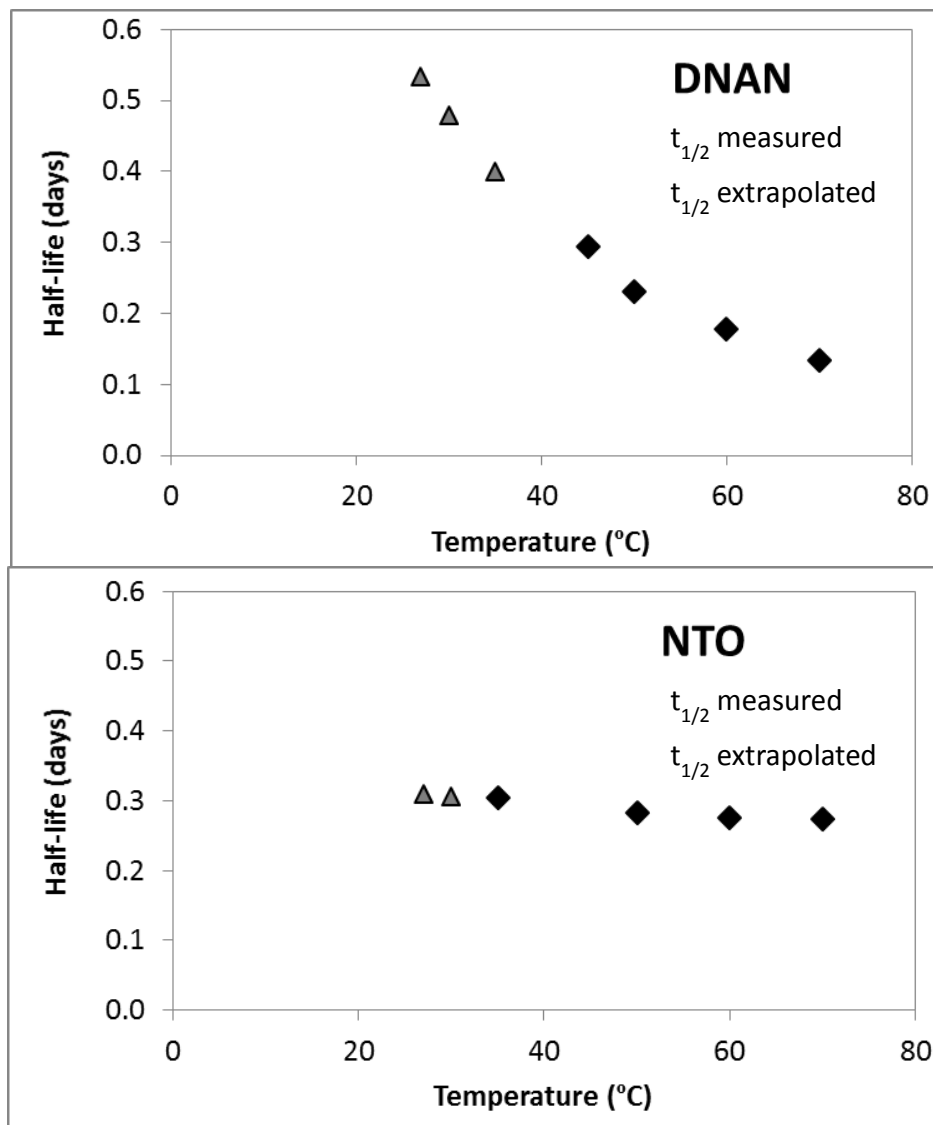 0.6
DNAN
0.5
t1/2 measured
0.4
t1/2 extrapolated
0.3
0.2
0.1
0.0
Half-life (days)
0 20 40 60 80
Temperature (°C)
0.6
NTO
0.5
t1/2 measured
0.4
t1/2 extrapolated
0.3
0.2
0.1
0.0
Half-life (days)
0 20 40 60 80
Temperature (°C)